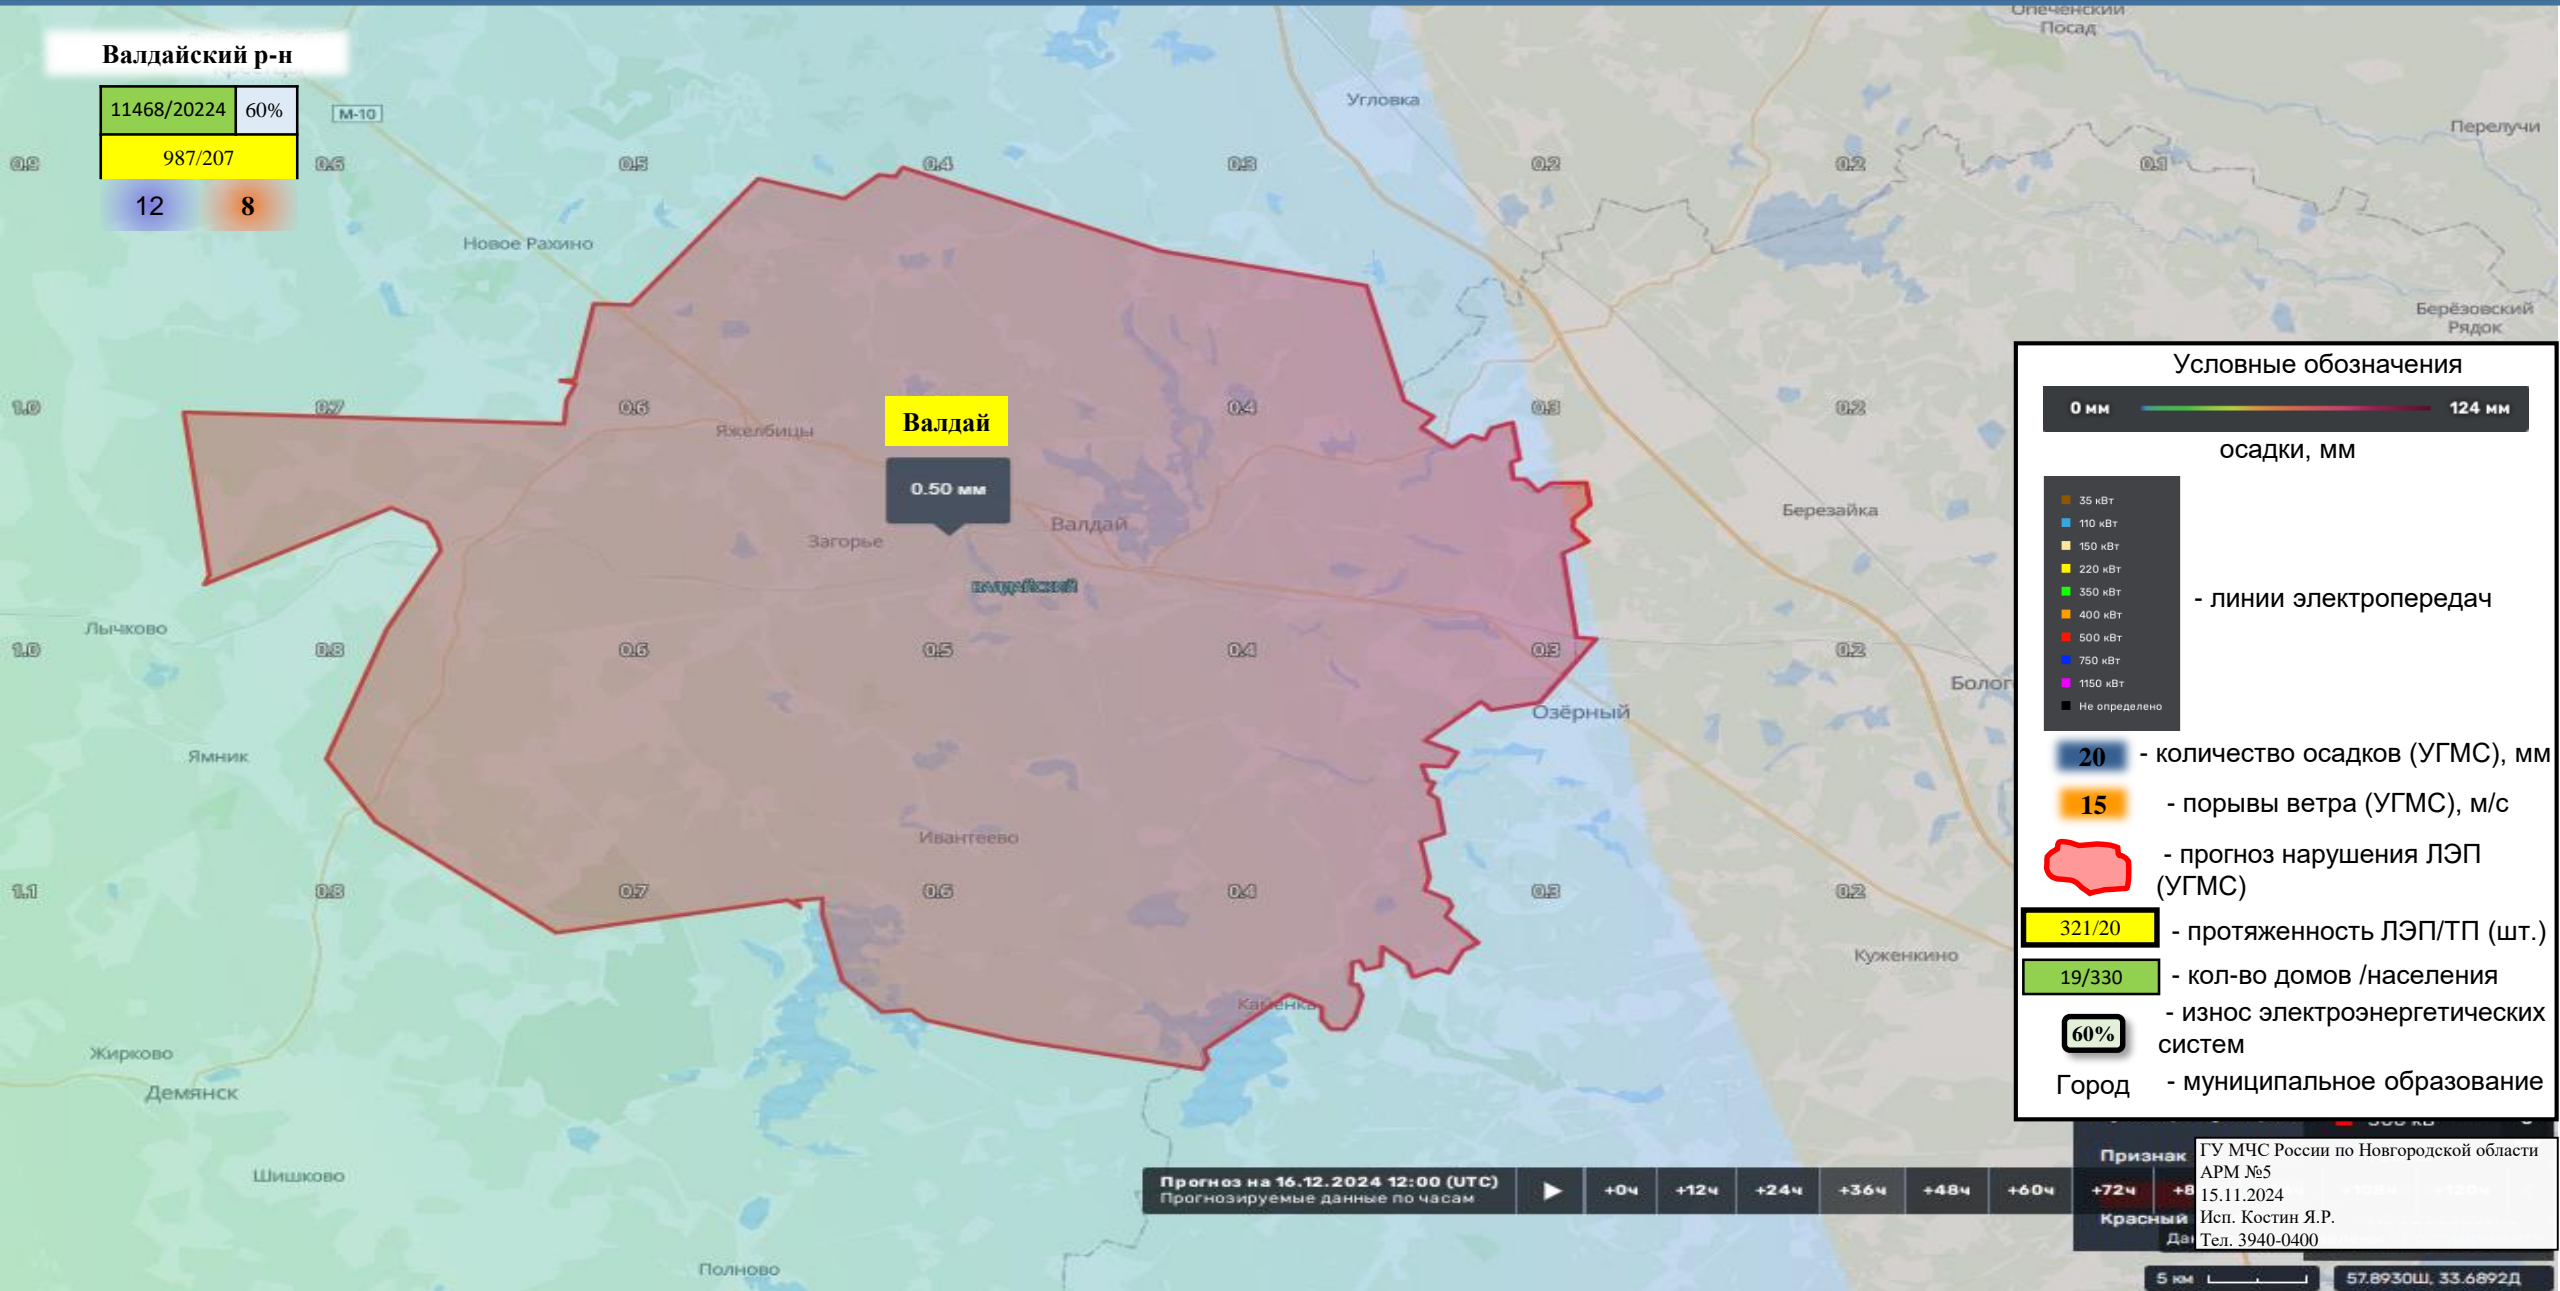 Опеченский
Посад
Валдайский р-н
11468/20224 60%
987/207
12 8
М-10
Угловка
Перелучи
0.9 0.6 0.5 0.4 0.3 0.2 0.2 0.1
Новое Рахино
Берёзовский
Рядок
1.0 0.7 0.6 0.4 0.3 0.2
Яжелбицы
Валдай
0.50 мм
Валдай
Загорье
Березайка
ВАЛДАЙСКИЙ
Лычково
1.0 0.8 0.6 0.5 0.4 0.3 0.2
Озёрный
Ямник
Ивантеево
1.1 0.8 0.7 0.6 0.4 0.3 0.2
Куженкино
Каменка
Жирково
Демянск
Шишково
Полново
Условные обозначения
0 мм 124 мм
осадки, мм
35 кВт
110 кВт
150 кВт
220 кВт
350 кВт
400 кВт
500 кВт
750 кВт
1150 кВт
Не определено
- линии электропередач
20 - количество осадков (УГМС), мм
15 - порывы ветра (УГМС), м/с
- прогноз нарушения ЛЭП
(УГМС)
321/20 - протяженность ЛЭП/ТП (шт.)
19/330 - кол-во домов /населения
60% - износ электроэнергетических
систем
Город - муниципальное образование
Прогноз на 16.12.2024 12:00 (UTC)
Прогнозируемые данные по часам
+0ч +12ч +24ч +36ч +48ч +60ч +72ч
Признак
Красный
ГУ МЧС России по Новгородской области
АРМ №5
15.11.2024
Исп. Костин Я.Р.
Тел. 3940-0400
5 км
57.8930Ш, 33.6892Д